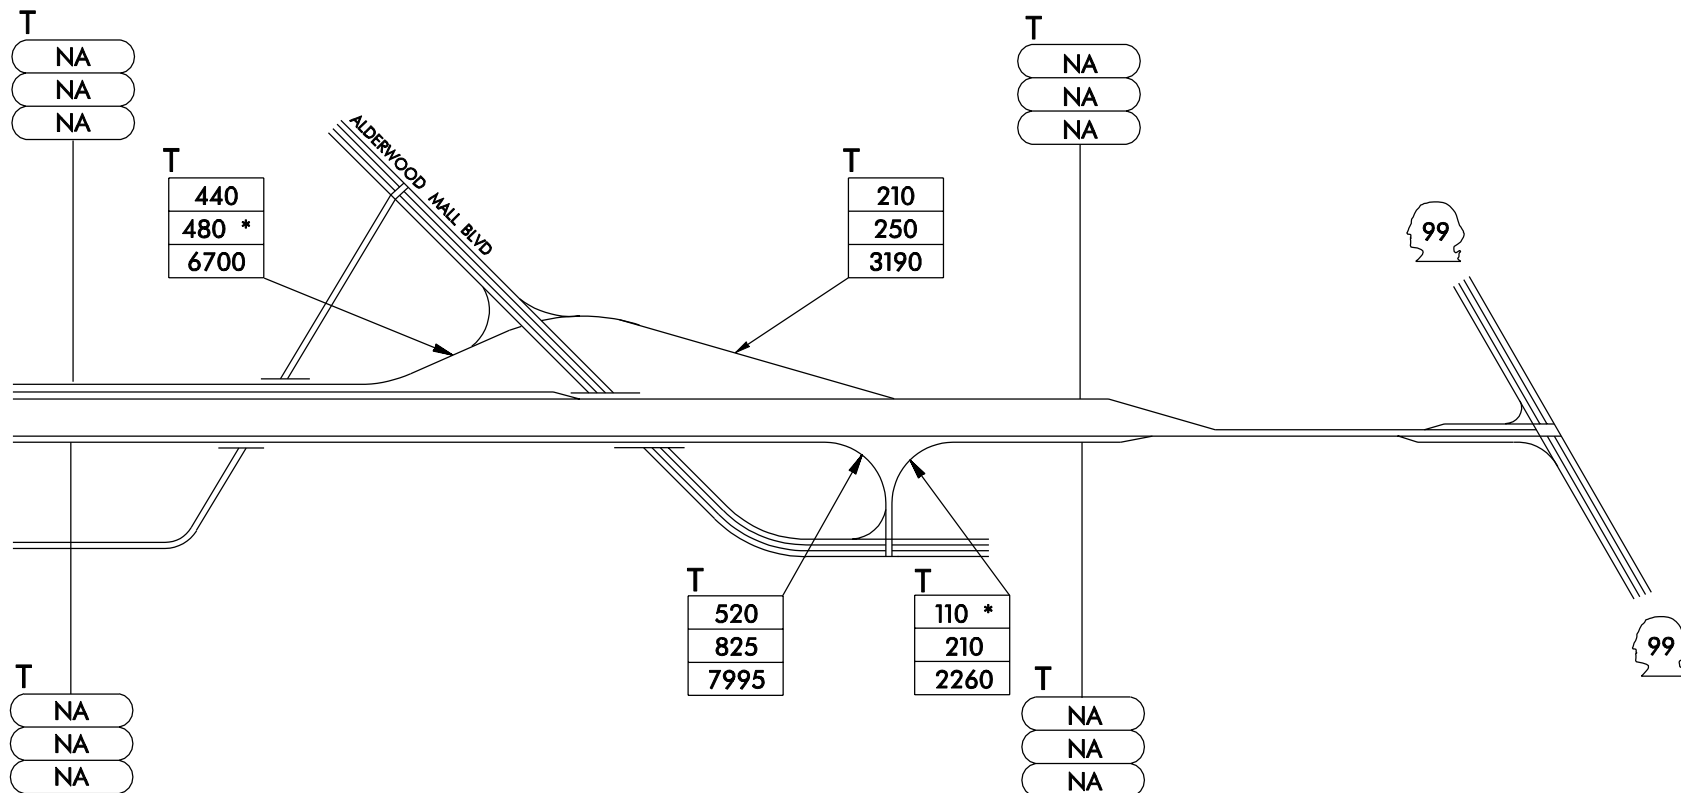 T
NA
NA
NA
T
NA
NA
NA
ALDERWOOD MALL BLVD
T
440
480 *
6700
T
210
250
3190
99
T
520
825
7995
T
110 *
210
2260
99
T
NA
NA
NA
T
NA
NA
NA